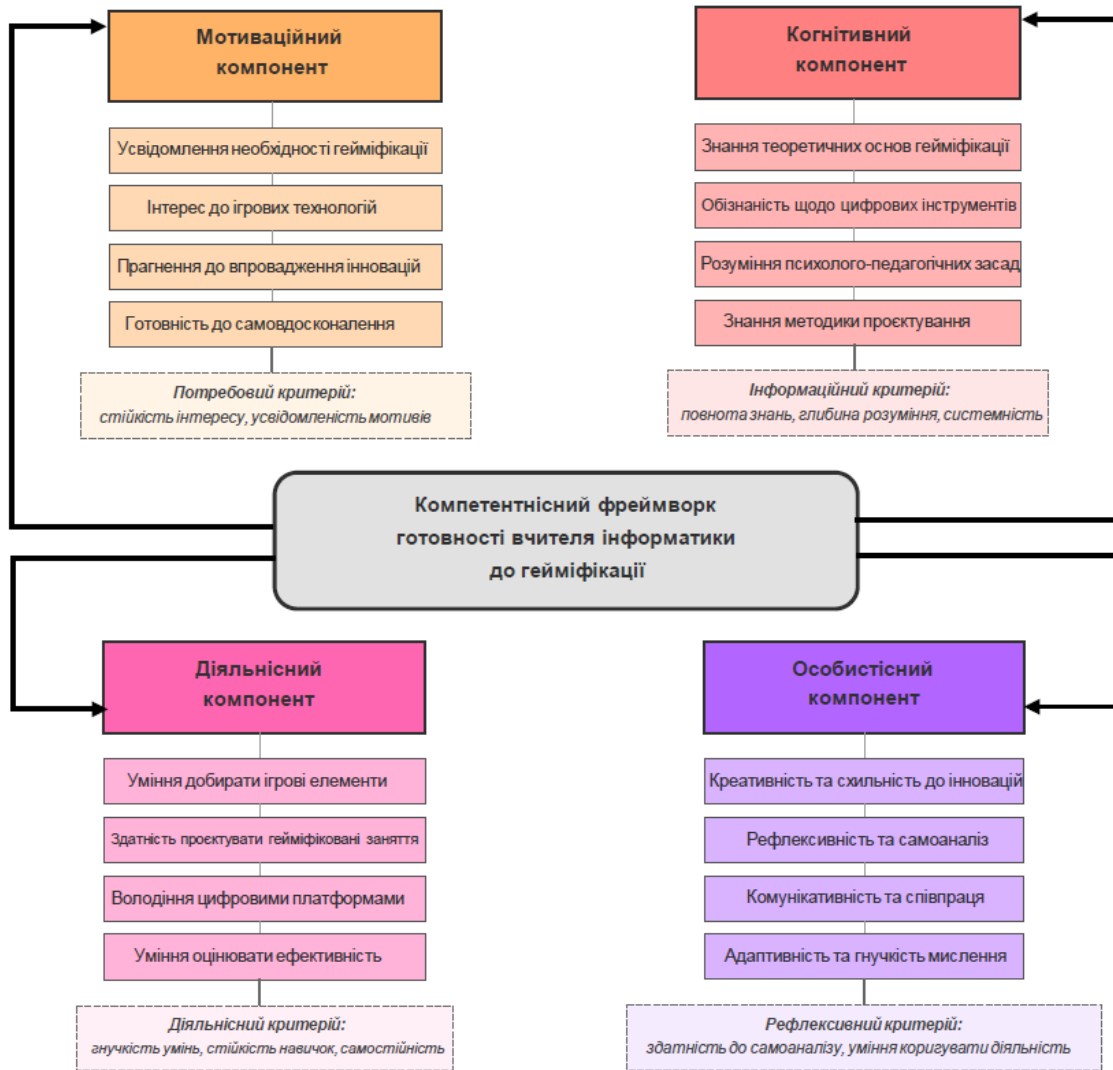 Мотиваційний
компонент
Усвідомлення необхідності гейміфікації
Інтерес до ігрових технологій
Прагнення до впровадження інновацій
Готовність до самовдосконалення
Потребовий критерій:
стійкість інтересу, усвідомленість мотивів
Когнітивний
компонент
Знання теоретичних основ гейміфікації
Обізнаність щодо цифрових інструментів
Розуміння психолого-педагогічних засад
Знання методики проєктування
Інформаційний критерій:
повнота знань, глибина розуміння, системність
Компетентнісний фреймворк
готовності вчителя інформатики
до гейміфікації
Діяльнісний
компонент
Уміння добирати ігрові елементи
Здатність проєктувати гейміфіковані заняття
Володіння цифровими платформами
Уміння оцінювати ефективність
Діяльнісний критерій:
гнучкість умінь, стійкість навичок, самостійність
Особистісний
компонент
Креативність та схильність до інновацій
Рефлексивність та самоаналіз
Комунікативність та співпраця
Адаптивність та гнучкість мислення
Рефлексивний критерій:
здатність до самоаналізу, уміння коригувати діяльність